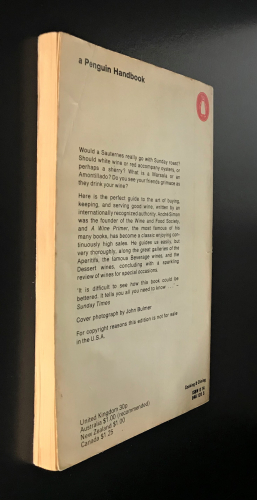 a Penguin Handbook
Would a Sauternes really go with Sunday roast?
Should white wine or red accompany oysters, or
perhaps a sherry? What is a Marsala or an
Amontillado? Do you see your friends grimace as
they drink your wine?
Here is the perfect guide to the art of buying,
keeping, and serving good wine, written by an
internationally recognized authority. André Simon
was the founder of the Wine and Food Society,
and A Wine Primer, the most famous of his
many books, has become a classic enjoying con-
tinuously high sales. He guides us easily, but
very thoroughly, along the great galleries of the
Aperitifs, the famous Beverage wines, and the
Dessert wines, concluding with a sparkling
review of wines for special occasions.
'It is difficult to see how this book could be
bettered. It tells you all you need to know . . .' –
Sunday Times
Cover photograph by John Bulmer
For copyright reasons this edition is not for sale
in the U.S.A.
United Kingdom 30p
Australia $1.00 (recommended)
New Zealand $1.00
Canada $1.25
Cooking & Dining